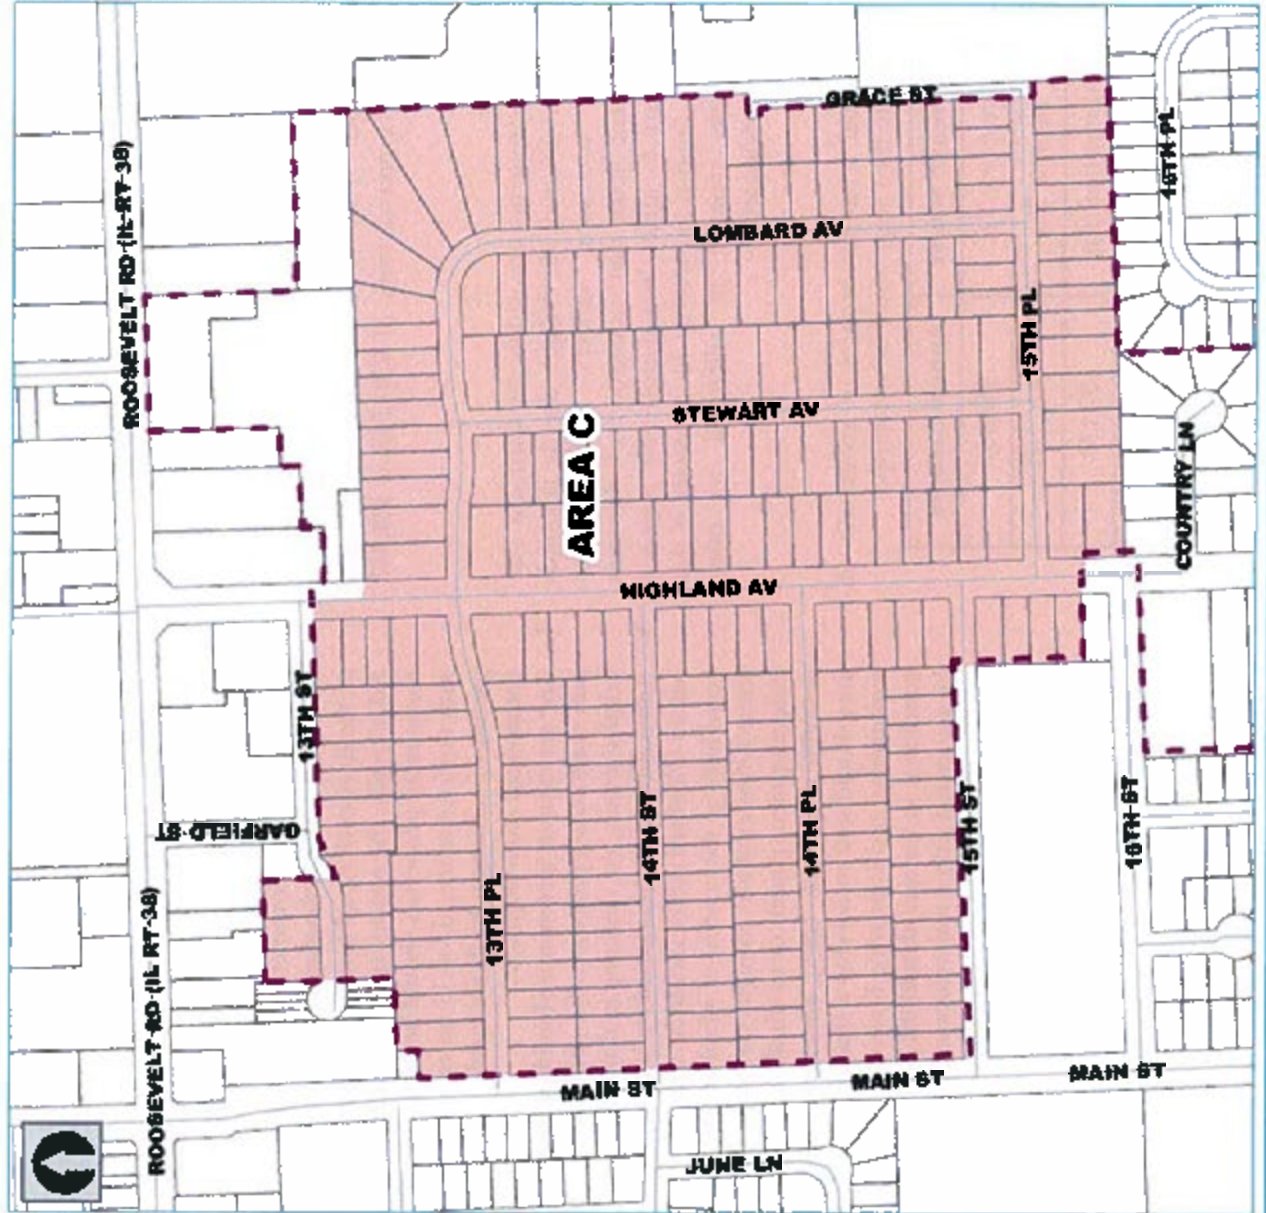 GRACE ST
16TH PL
ROOSEVELT RD (IL RT-38)
LOMBARD AV
15TH PL
STEWART AV
AREA C
COUNTRY LN
HIGHLAND AV
13TH ST
GARFIELD ST
14TH ST
14TH PL
15TH ST
16TH ST
13TH PL
ROOSEVELT RD (IL RT-38)
MAIN ST
MAIN ST
MAIN ST
JUNE LN